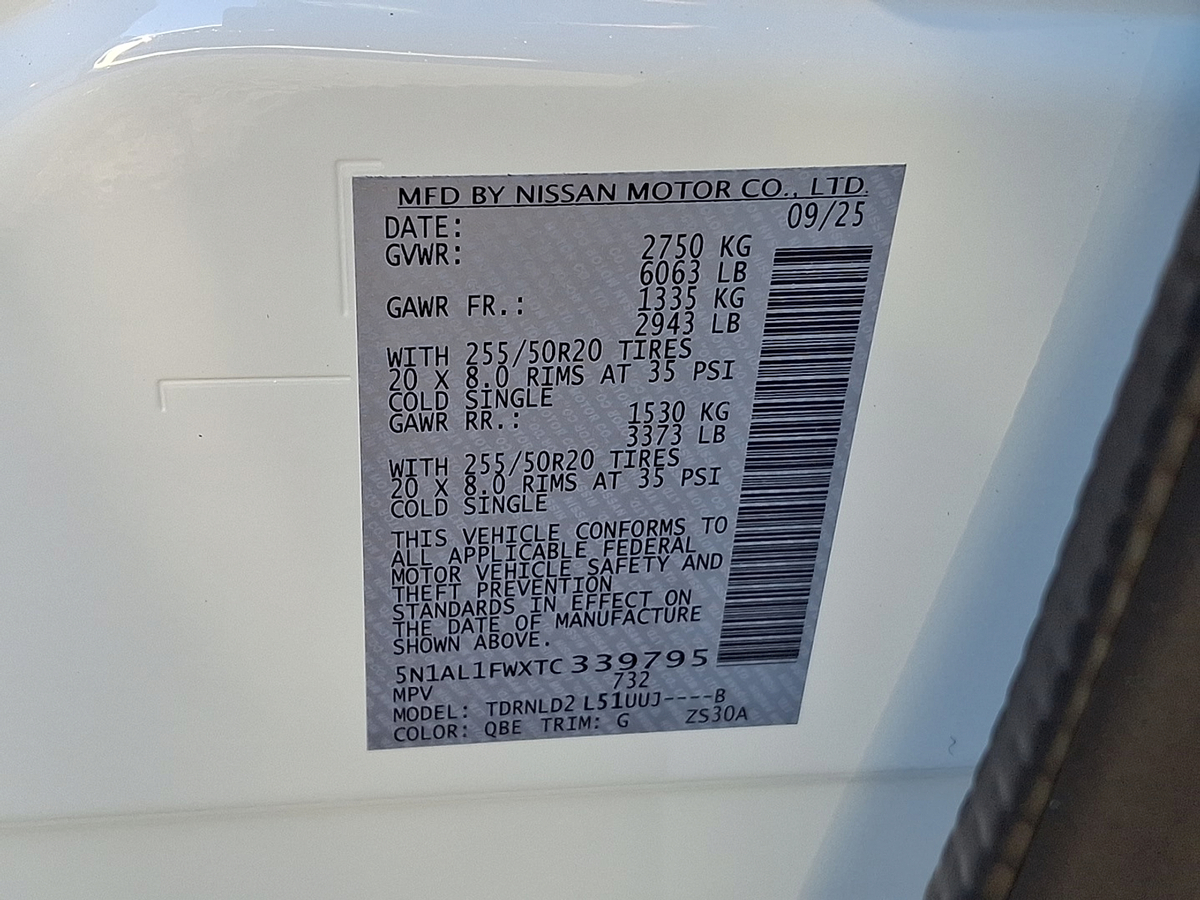 MFD BY NISSAN MOTOR CO., LTD.
DATE: 09/25
GVWR: 2750 KG
6063 LB
GAWR FR.: 1335 KG
2943 LB
WITH 255/50R20 TIRES
20 X 8.0 RIMS AT 35 PSI
COLD SINGLE
GAWR RR.: 1530 KG
3373 LB
WITH 255/50R20 TIRES
20 X 8.0 RIMS AT 35 PSI
COLD SINGLE
THIS VEHICLE CONFORMS TO
ALL APPLICABLE FEDERAL
MOTOR VEHICLE SAFETY AND
THEFT PREVENTION
STANDARDS IN EFFECT ON
THE DATE OF MANUFACTURE
SHOWN ABOVE.
5N1AL1FWXTC339795
MPV 732
MODEL: TDRNLD2 L51UUJ----B
COLOR: QBE TRIM: G ZS30A